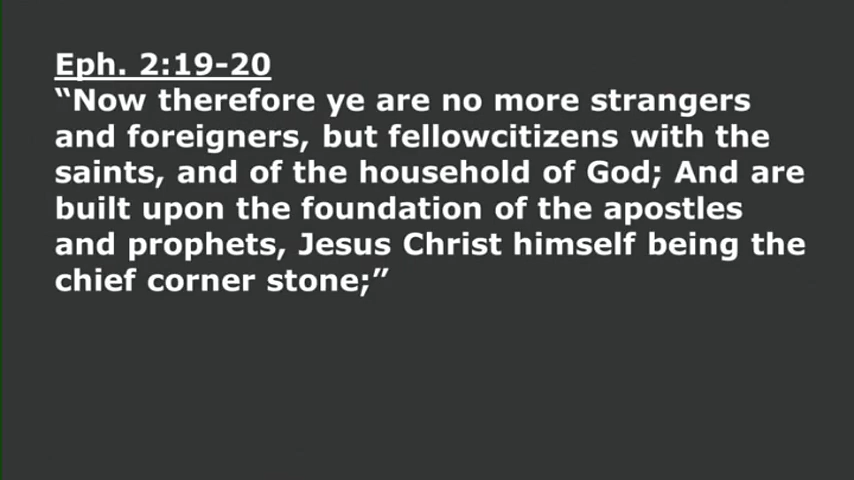 Eph. 2:19-20
“Now therefore ye are no more strangers
and foreigners, but fellowcitizens with the
saints, and of the household of God; And are
built upon the foundation of the apostles
and prophets, Jesus Christ himself being the
chief corner stone;”